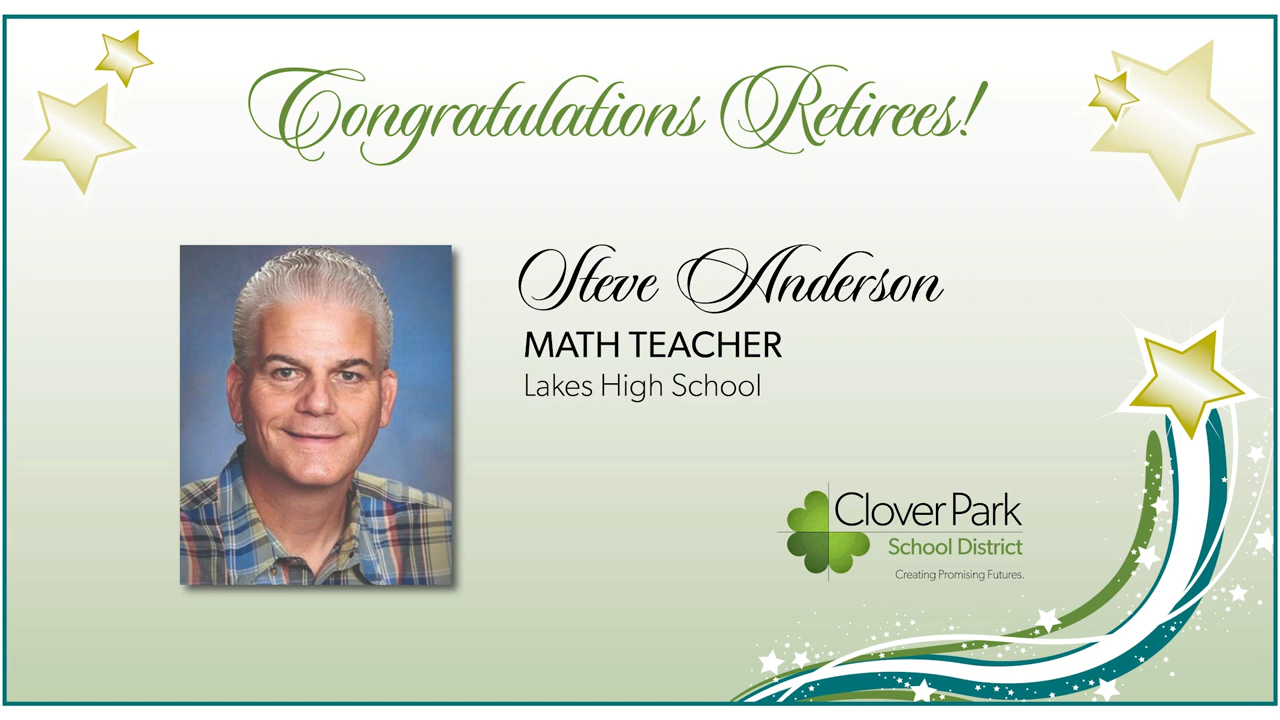 Congratulations Retirees!
Steve Anderson
MATH TEACHER
Lakes High School
Clover Park
School District
Creating Promising Futures.